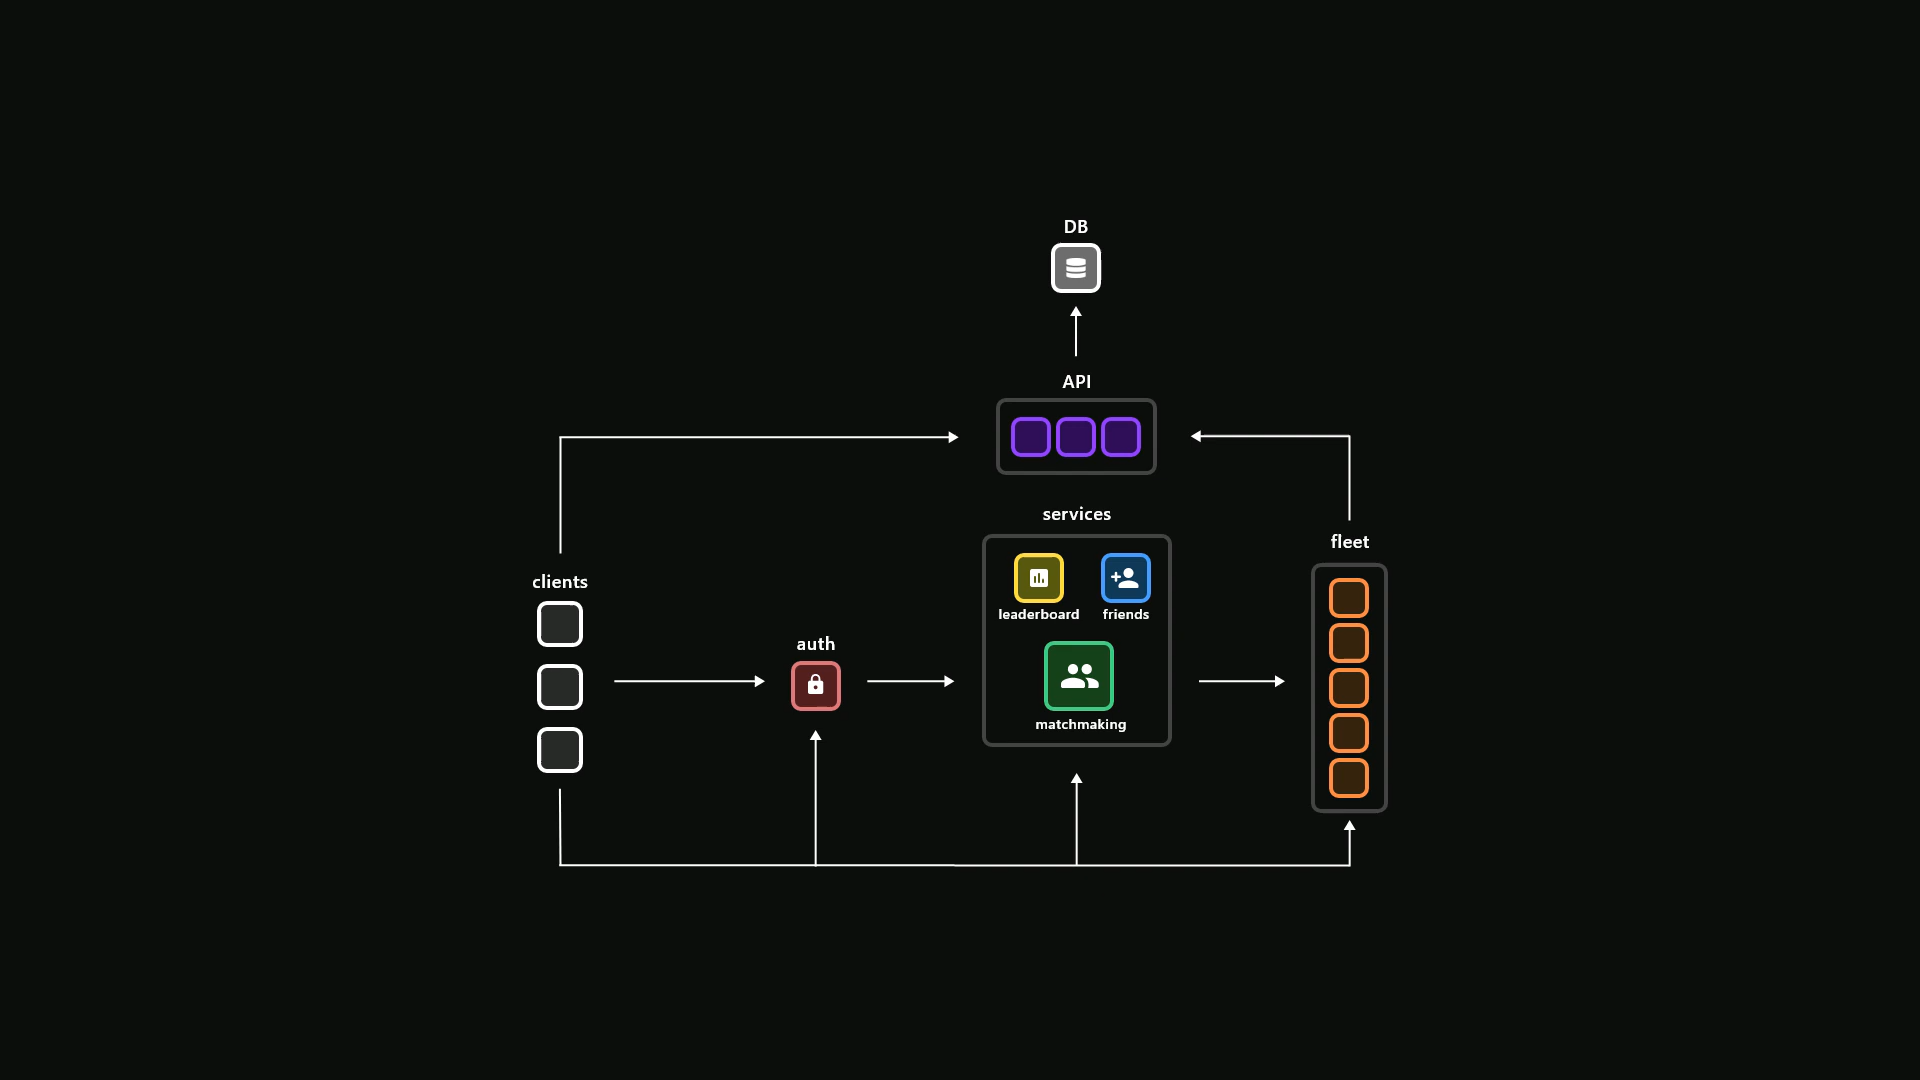 DB
API
services
fleet
clients
leaderboard
friends
auth
matchmaking